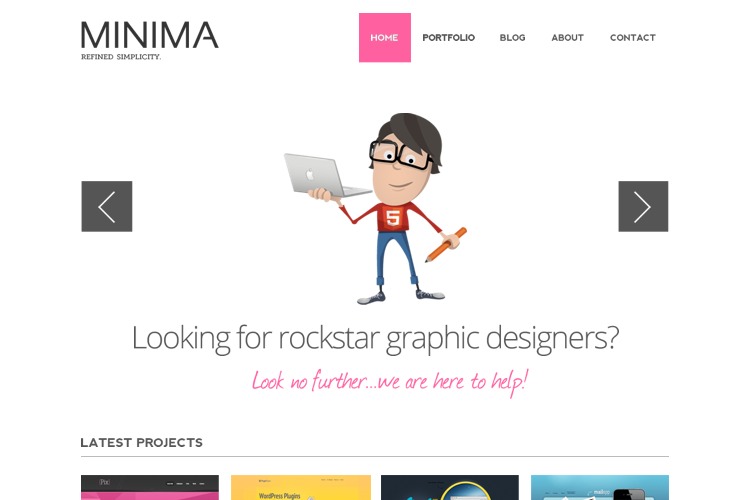 MINIMA
REFINED SIMPLICITY.
HOME PORTFOLIO BLOG ABOUT CONTACT
5
Looking for rockstar graphic designers?
Look no further...we are here to help!
LATEST PROJECTS
WordPress Plugins